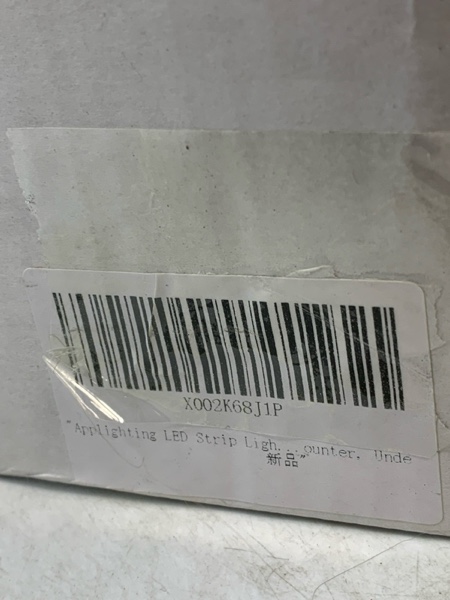 X002K68J1P
"Applighting LED Strip Ligh...ounter, Unde
新品"